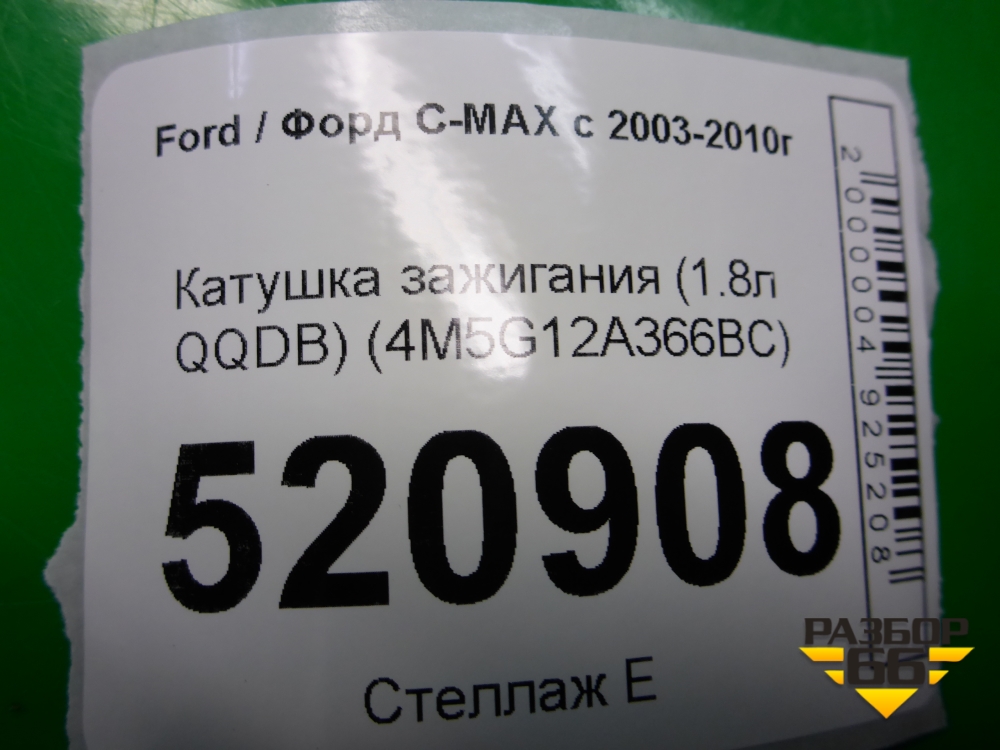 Ford / Форд C-MAX с 2003-2010г
Катушка зажигания (1.8л
QQDB) (4M5G12A366BC)
520908
Стеллаж Е
2000004925208
РАЗБОР
66